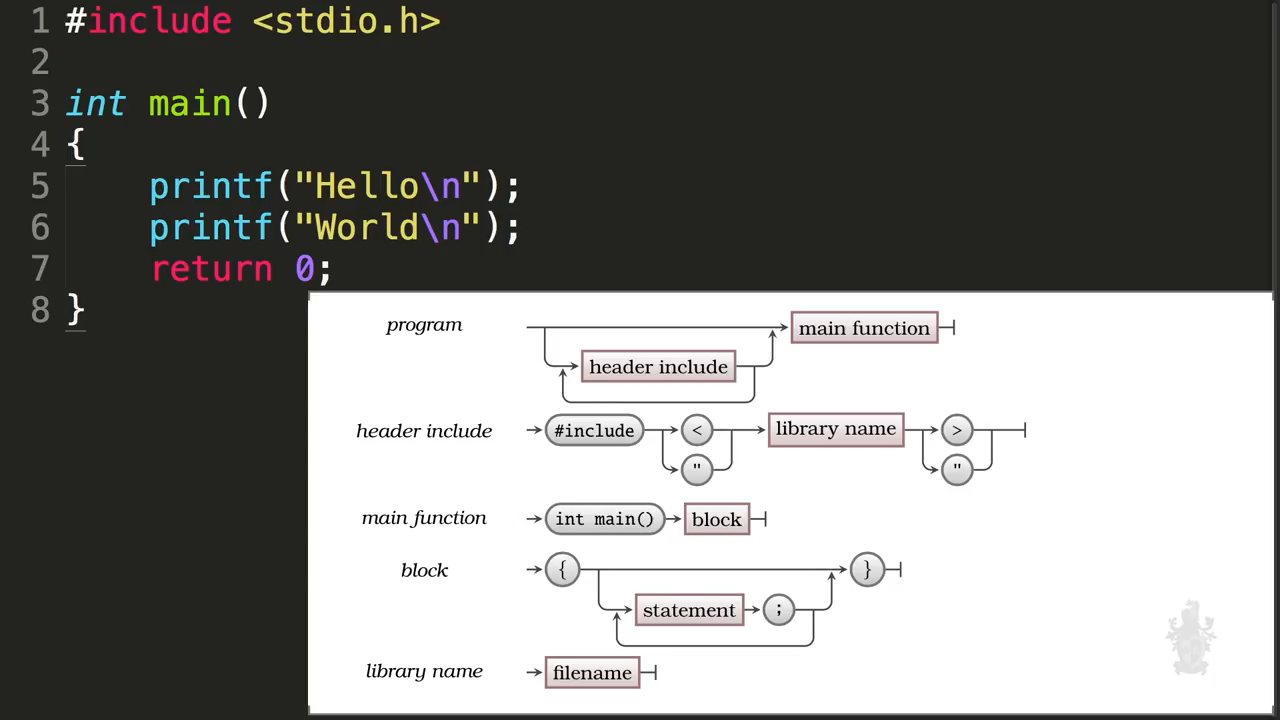 1 #include <stdio.h>
2
3 int main()
4 {
5     printf("Hello\n");
6     printf("World\n");
7     return 0;
8 }
program main function
header include
header include #include < library name >
" "
main function int main() block
block { }
statement ;
library name filename